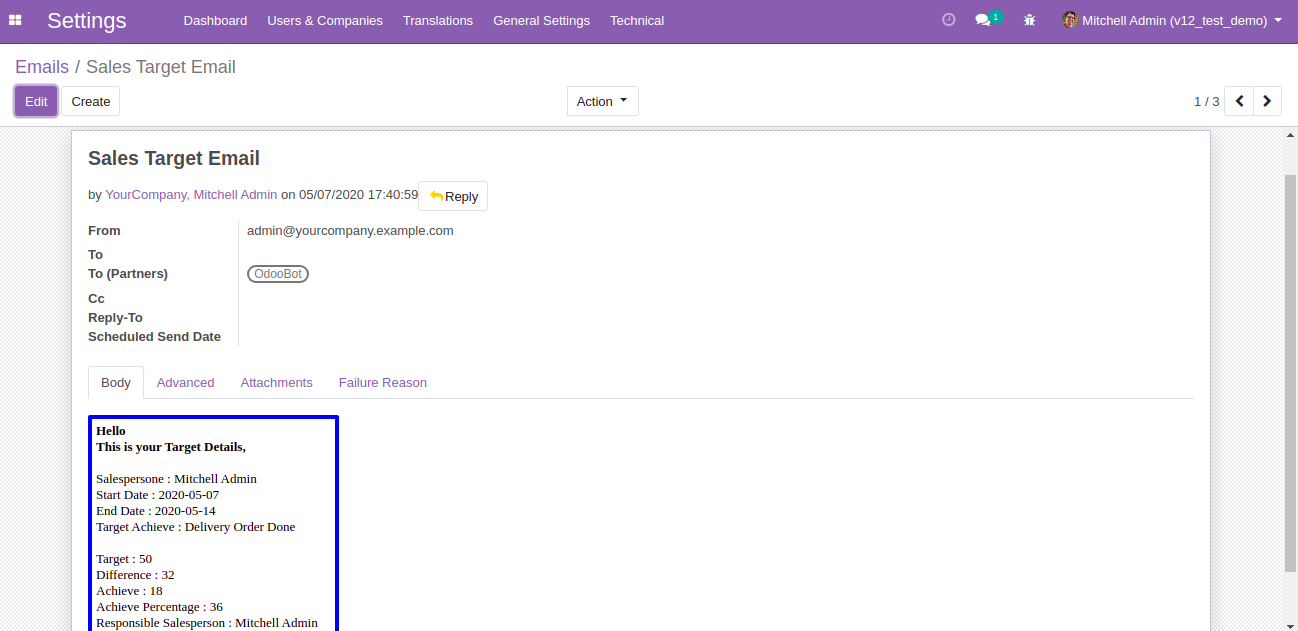 Settings Dashboard Users & Companies Translations General Settings Technical 1 Mitchell Admin (v12_test_demo)
Emails / Sales Target Email
Edit Create Action 1 / 3
Sales Target Email
by YourCompany, Mitchell Admin on 05/07/2020 17:40:59 Reply
From admin@yourcompany.example.com
To
To (Partners) OdooBot
Cc
Reply-To
Scheduled Send Date
Body Advanced Attachments Failure Reason
Hello
This is your Target Details,
Salespersone : Mitchell Admin
Start Date : 2020-05-07
End Date : 2020-05-14
Target Achieve : Delivery Order Done
Target : 50
Difference : 32
Achieve : 18
Achieve Percentage : 36
Responsible Salesperson : Mitchell Admin